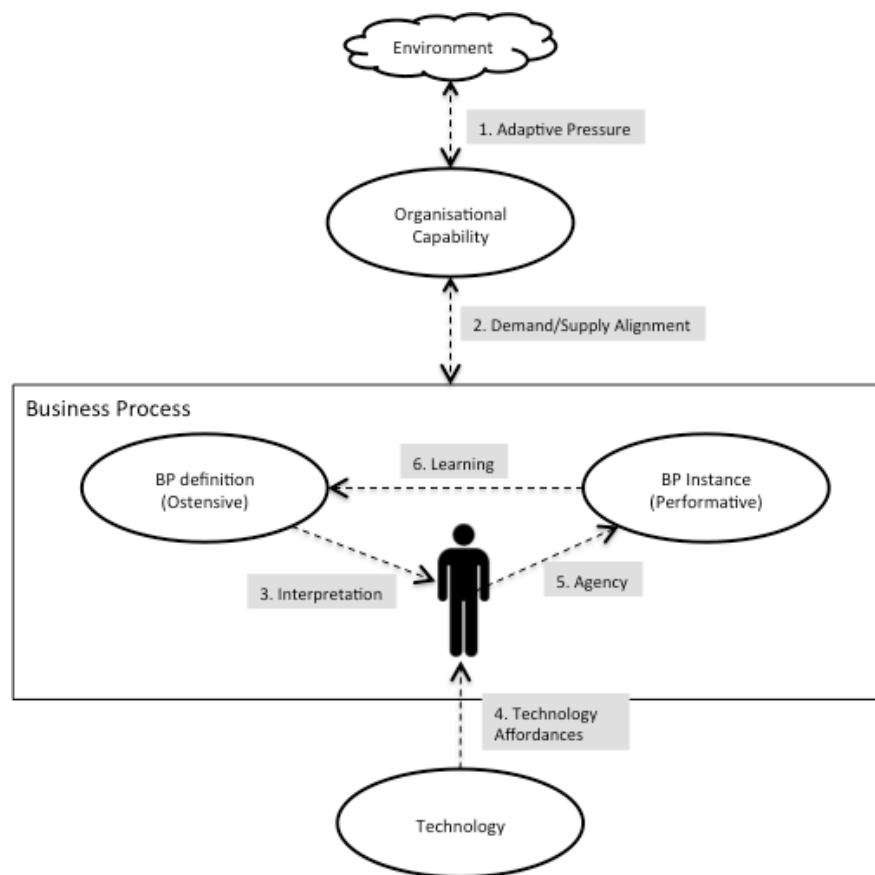 Environment
1. Adaptive Pressure
Organisational
Capability
2. Demand/Supply Alignment
Business Process
6. Learning
BP definition
(Ostensive)
BP Instance
(Performative)
3. Interpretation
5. Agency
4. Technology
Affordances
Technology